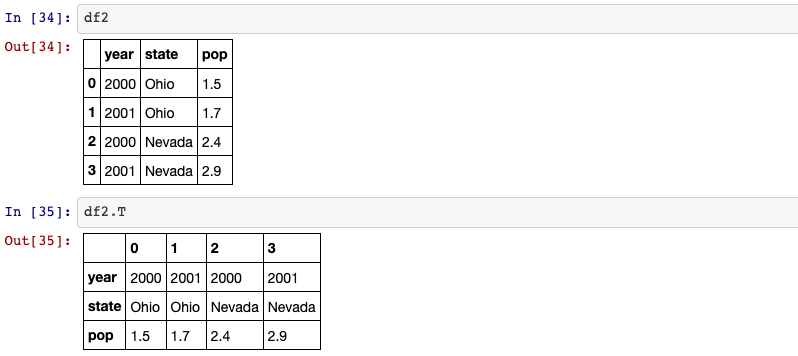 In [34]: df2
Out[34]:
year state pop
0 2000 Ohio 1.5
1 2001 Ohio 1.7
2 2000 Nevada 2.4
3 2001 Nevada 2.9
In [35]: df2.T
Out[35]:
0 1 2 3
year 2000 2001 2000 2001
state Ohio Ohio Nevada Nevada
pop 1.5 1.7 2.4 2.9